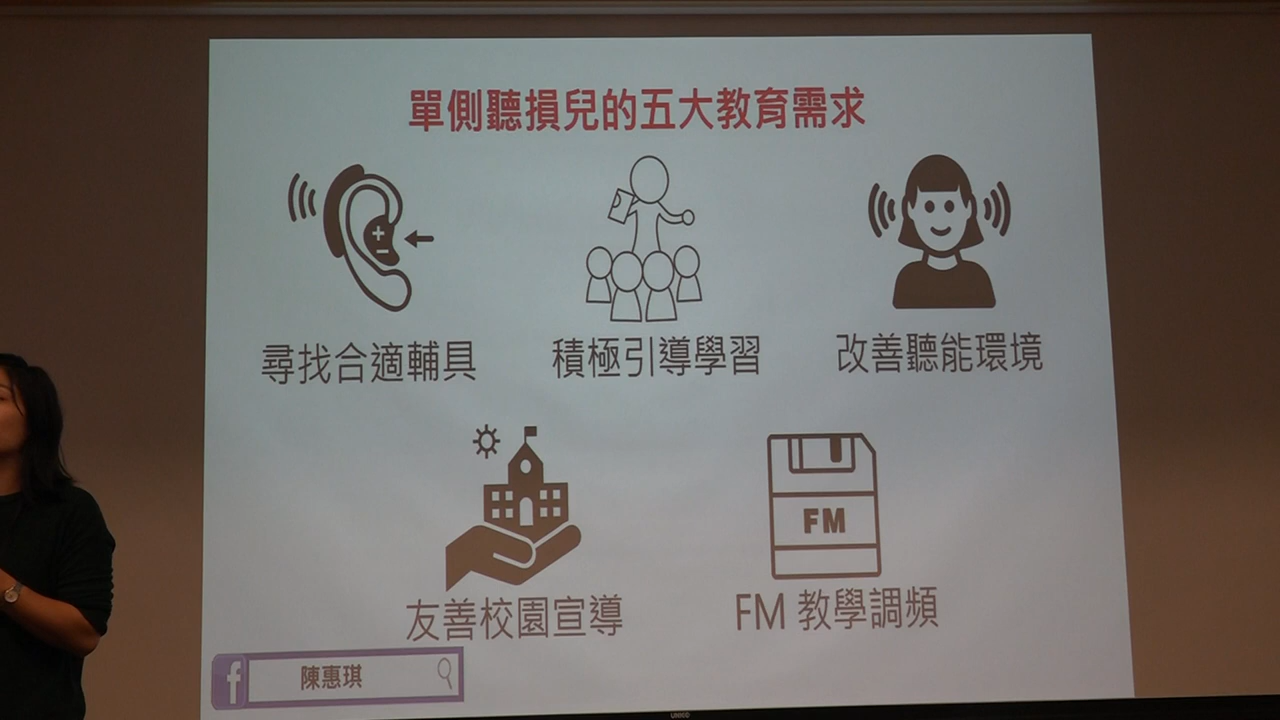 單側聽損兒的五大教育需求
尋找合適輔具
積極引導學習
改善聽能環境
FM
友善校園宣導
FM 教學調頻
f 陳惠琪
UNICO